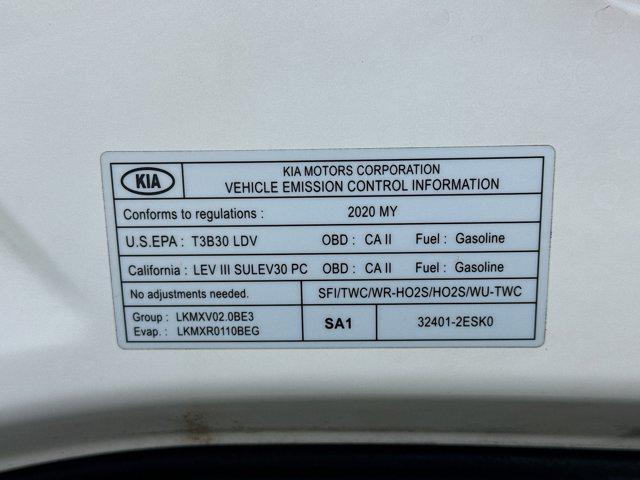 KIA
KIA MOTORS CORPORATION
VEHICLE EMISSION CONTROL INFORMATION
Conforms to regulations : 2020 MY
U.S.EPA : T3B30 LDV OBD : CA II Fuel : Gasoline
California : LEV III SULEV30 PC OBD : CA II Fuel : Gasoline
No adjustments needed. SFI/TWC/WR-HO2S/HO2S/WU-TWC
Group : LKMXV02.0BE3
Evap. : LKMXR0110BEG
SA1
32401-2ESK0